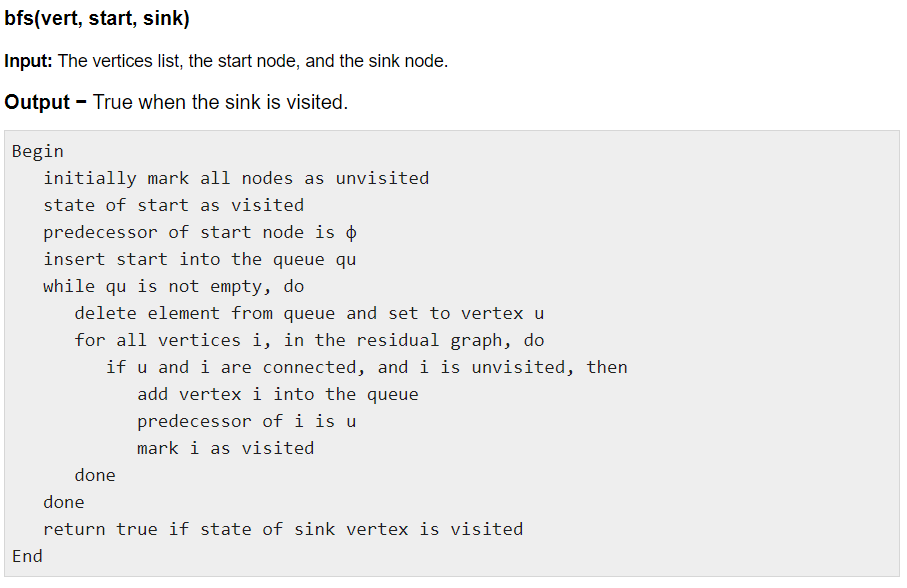 bfs(vert, start, sink)
Input: The vertices list, the start node, and the sink node.
Output − True when the sink is visited.
Begin
   initially mark all nodes as unvisited
   state of start as visited
   predecessor of start node is φ
   insert start into the queue qu
   while qu is not empty, do
      delete element from queue and set to vertex u
      for all vertices i, in the residual graph, do
         if u and i are connected, and i is unvisited, then
            add vertex i into the queue
            predecessor of i is u
            mark i as visited
      done
   done
   return true if state of sink vertex is visited
End